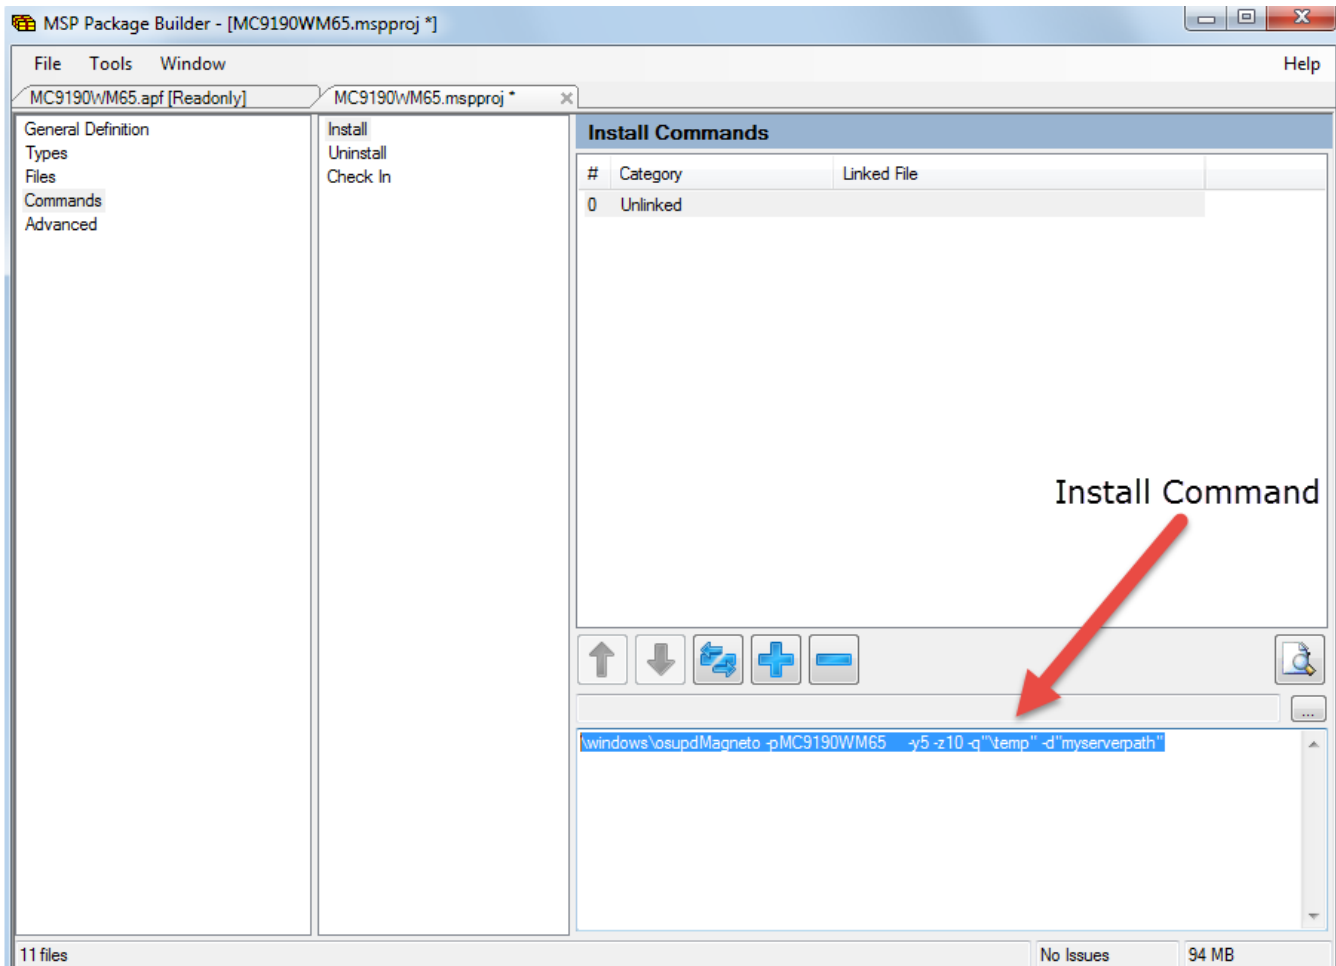 MSP Package Builder - [MC9190WM65.mspproj *]
File Tools Window Help
MC9190WM65.apf [Readonly] MC9190WM65.mspproj *
General Definition
Types
Files
Commands
Advanced
Install
Uninstall
Check In
Install Commands
# Category Linked File
0 Unlinked
Install Command
...
\windows\osupdMagneto -pMC9190WM65 -y5 -z10 -q"\temp" -d"myserverpath"
11 files No Issues 94 MB